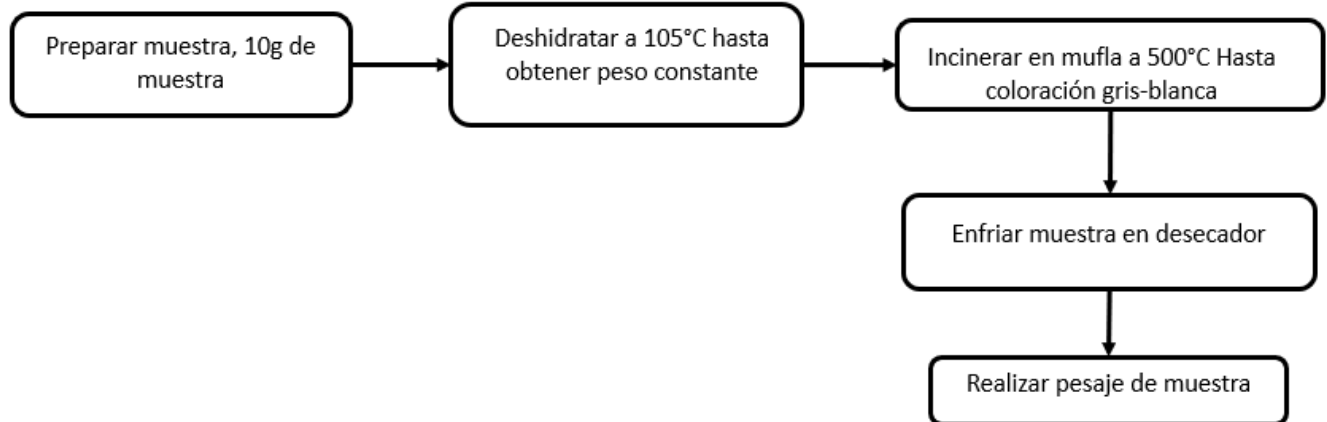 Preparar muestra, 10g de
muestra
Deshidratar a 105°C hasta
obtener peso constante
Incinerar en mufla a 500°C Hasta
coloración gris-blanca
Enfriar muestra en desecador
Realizar pesaje de muestra